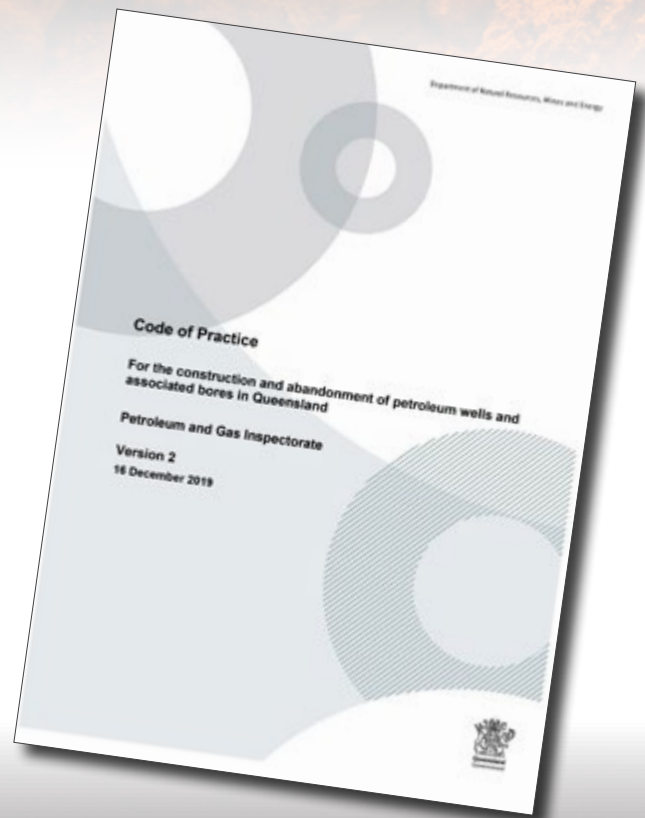 Department of Natural Resources, Mines and Energy
Code of Practice
For the construction and abandonment of petroleum wells and
associated bores in Queensland
Petroleum and Gas Inspectorate
Version 2
16 December 2019